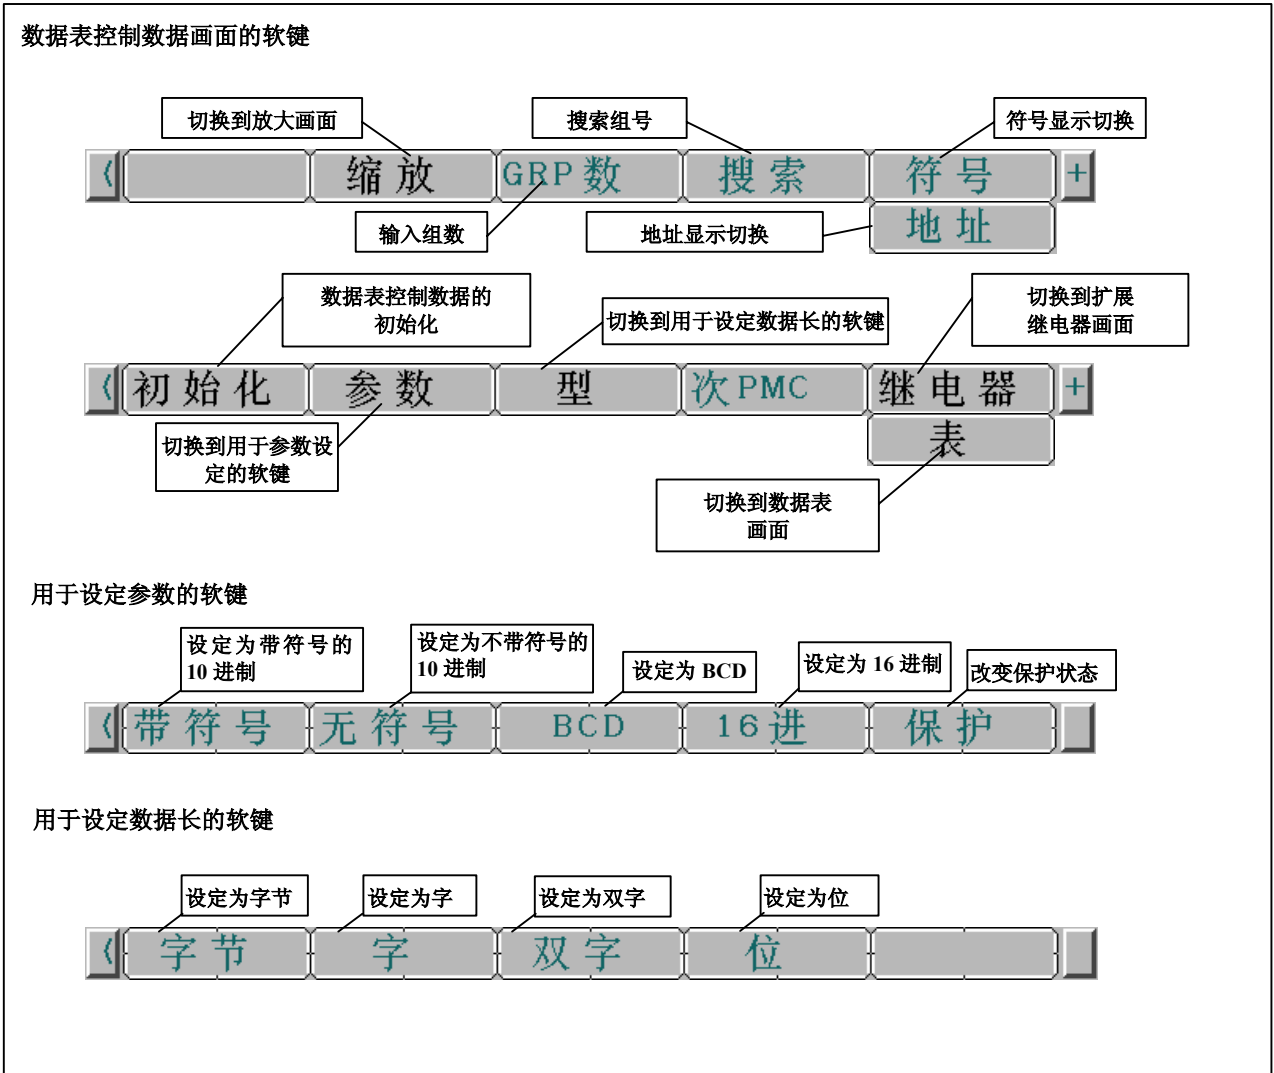 数据表控制数据画面的软键
切换到放大画面
搜索组号
符号显示切换
〈
缩放
GRP数
搜索
符号
+
地址
输入组数
地址显示切换
数据表控制数据的
初始化
切换到用于设定数据长的软键
切换到扩展
继电器画面
〈
初始化
参数
型
次PMC
继电器
+
表
切换到用于参数设
定的软键
切换到数据表
画面
用于设定参数的软键
设定为带符号的
10 进制
设定为不带符号的
10 进制
设定为 BCD
设定为 16 进制
改变保护状态
〈
带符号
无符号
BCD
16进
保护
用于设定数据长的软键
设定为字节
设定为字
设定为双字
设定为位
〈
字节
字
双字
位